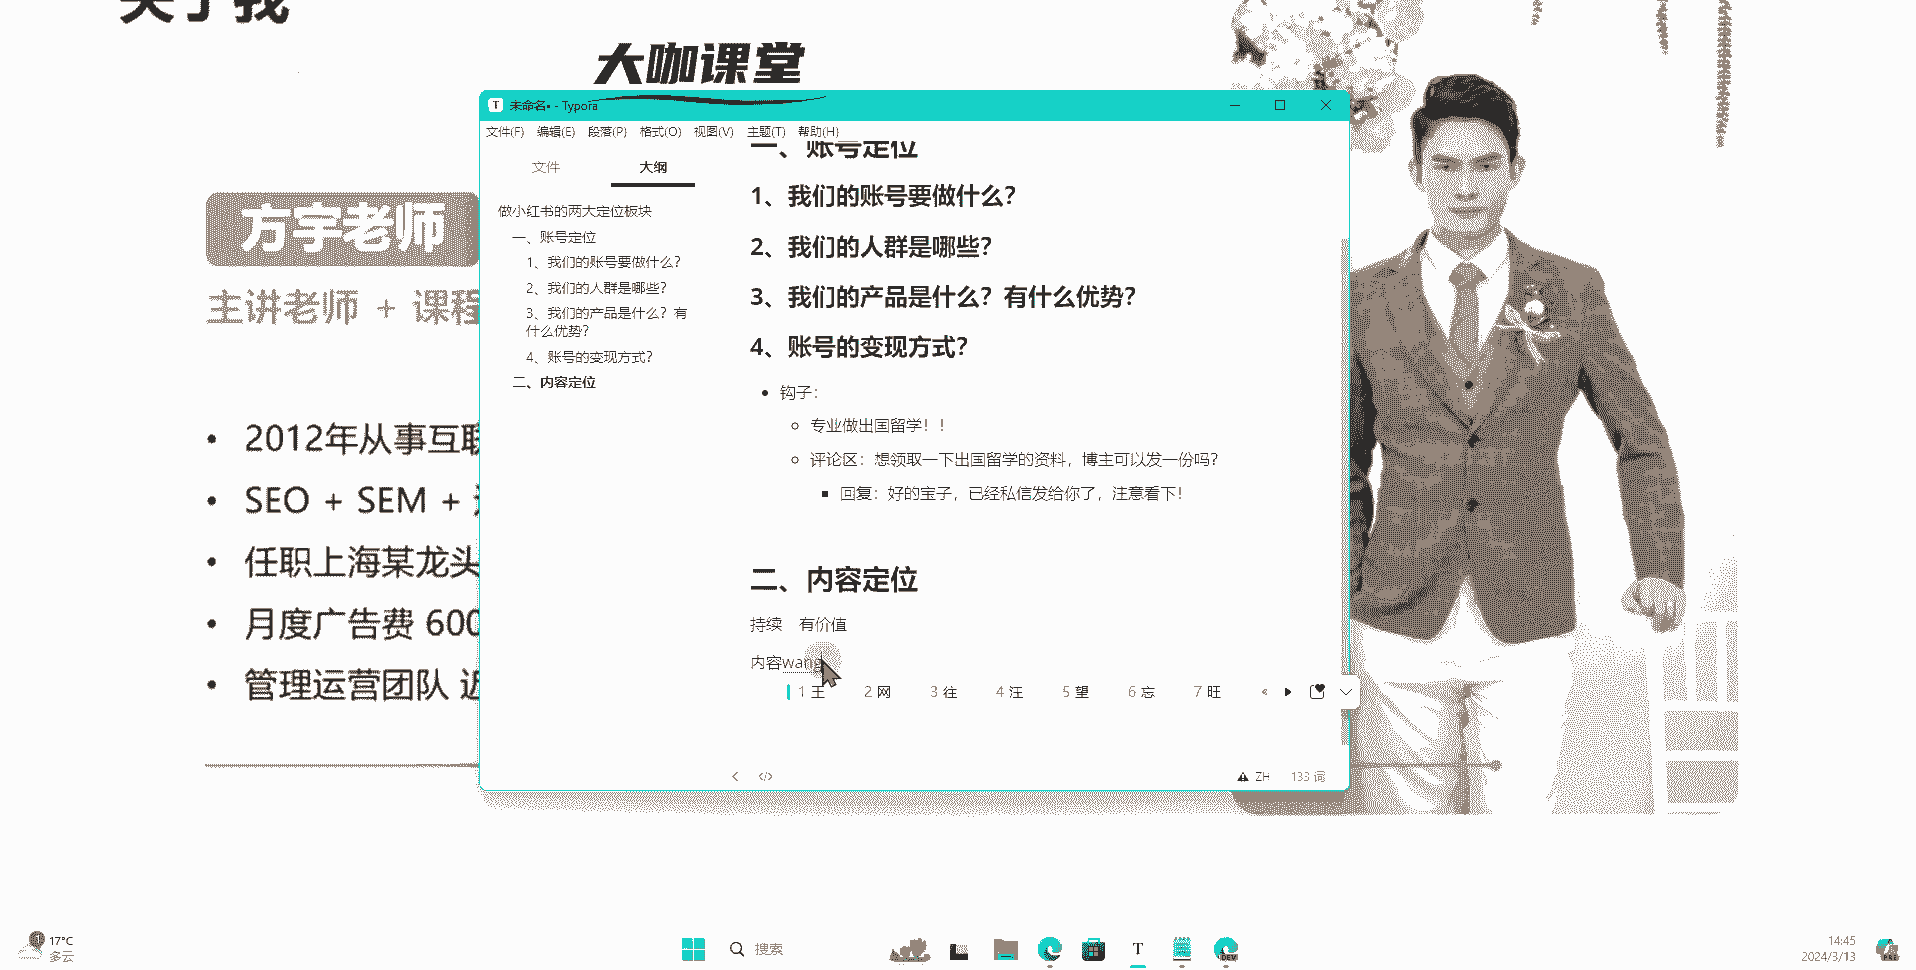 关于我
大咖课堂
方宇老师
主讲老师 + 课程
2012年从事互联
SEO + SEM +
任职上海某龙头
月度广告费 600
管理运营团队 近
T 未命名• - Typora
文件(F) 编辑(E) 段落(P) 格式(O) 视图(V) 主题(T) 帮助(H)
文件 大纲
做小红书的两大定位板块
一、账号定位
1、我们的账号要做什么？
2、我们的人群是哪些？
3、我们的产品是什么？有
什么优势？
4、账号的变现方式？
二、内容定位
一、账号定位
1、我们的账号要做什么？
2、我们的人群是哪些？
3、我们的产品是什么？有什么优势？
4、账号的变现方式？
钩子：
专业做出国留学！！
评论区：想领取一下出国留学的资料，博主可以发一份吗？
回复：好的宝子，已经私信发给你了，注意看下！
二、内容定位
持续 有价值
内容wang
1 王 2 网 3 往 4 汪 5 望 6 忘 7 旺
ZH 133 词
17°C
多云
搜索
T
DEV
14:45
2024/3/13
PRE